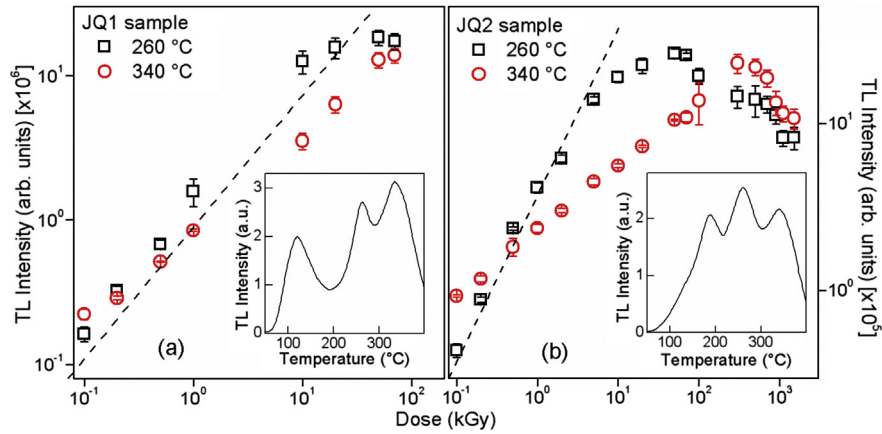 JQ1 sample
260 °C
340 °C
TL Intensity (arb. units) [x10⁶]
10¹
10⁰
10⁻¹
3
2
1
0
TL Intensity (a.u.)
100 200 300
Temperature (°C)
(a)
10⁻¹ 10⁰ 10¹ 10²
JQ2 sample
260 °C
340 °C
TL Intensity (arb. units) [x10⁵]
10¹
10⁰
2
1
0
TL Intensity (a.u.)
100 200 300
Temperature (°C)
(b)
10⁻¹ 10⁰ 10¹ 10² 10³
Dose (kGy)